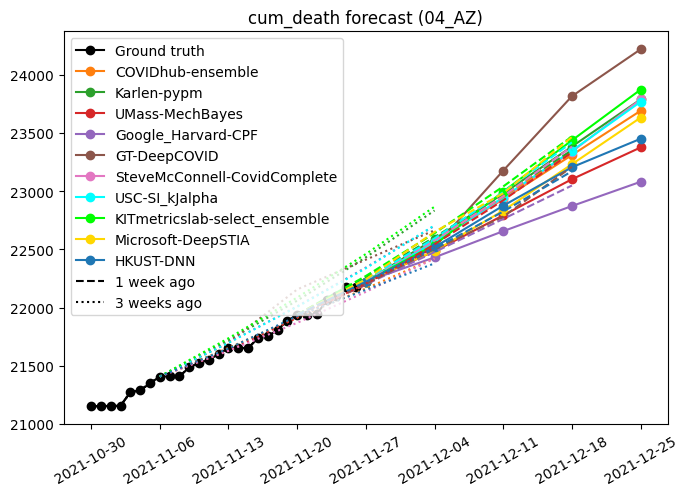 cum_death forecast (04_AZ)
24000
23500
23000
22500
22000
21500
21000
Ground truth
COVIDhub-ensemble
Karlen-pypm
UMass-MechBayes
Google_Harvard-CPF
GT-DeepCOVID
SteveMcConnell-CovidComplete
USC-SI_kJalpha
KITmetricslab-select_ensemble
Microsoft-DeepSTIA
HKUST-DNN
1 week ago
3 weeks ago
2021-10-30
2021-11-06
2021-11-13
2021-11-20
2021-11-27
2021-12-04
2021-12-11
2021-12-18
2021-12-25